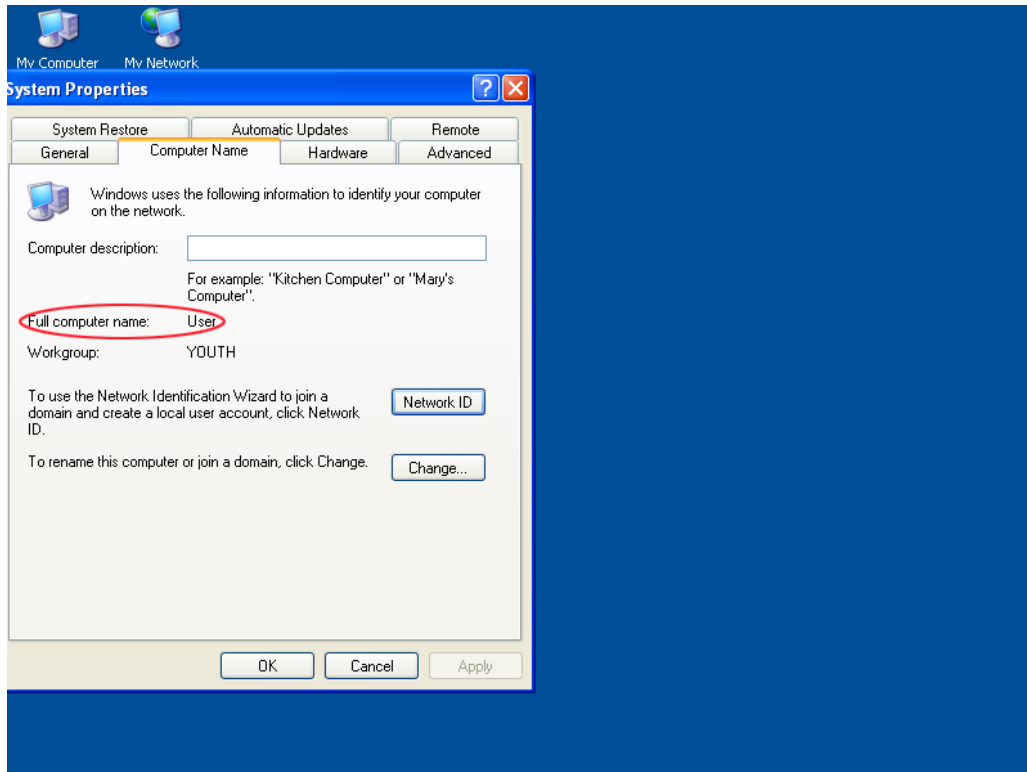 My Computer My Network
System Properties
?
System Restore Automatic Updates Remote
General Computer Name Hardware Advanced
Windows uses the following information to identify your computer
on the network.
Computer description:
For example: "Kitchen Computer" or "Mary's
Computer".
Full computer name: User
Workgroup: YOUTH
To use the Network Identification Wizard to join a
domain and create a local user account, click Network
ID.
Network ID
To rename this computer or join a domain, click Change.
Change...
OK Cancel Apply